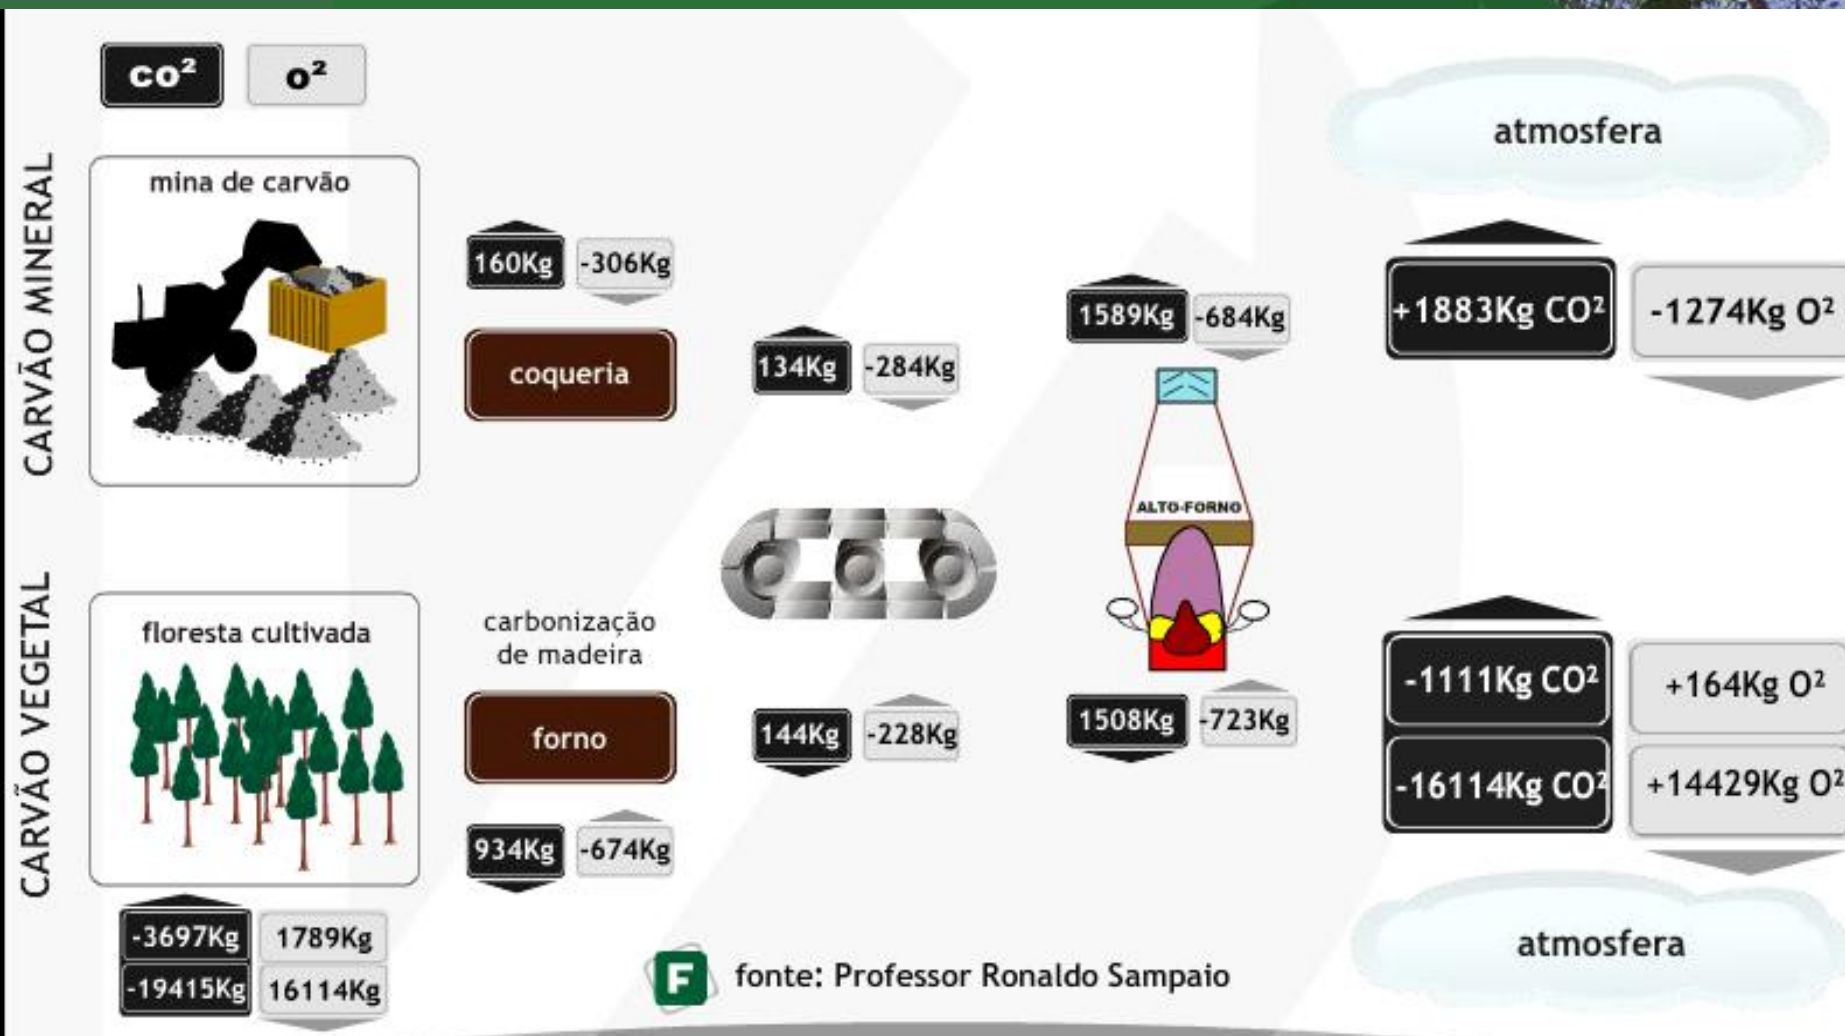 co²
o²
CARVÃO MINERAL
mina de carvão
160Kg
-306Kg
coqueria
134Kg
-284Kg
1589Kg
-684Kg
atmosfera
+1883Kg CO²
-1274Kg O²
ALTO-FORNO
CARVÃO VEGETAL
floresta cultivada
carbonização
de madeira
forno
144Kg
-228Kg
1508Kg
-723Kg
934Kg
-674Kg
-3697Kg
1789Kg
-19415Kg
16114Kg
-1111Kg CO²
+164Kg O²
-16114Kg CO²
+14429Kg O²
atmosfera
F
fonte: Professor Ronaldo Sampaio